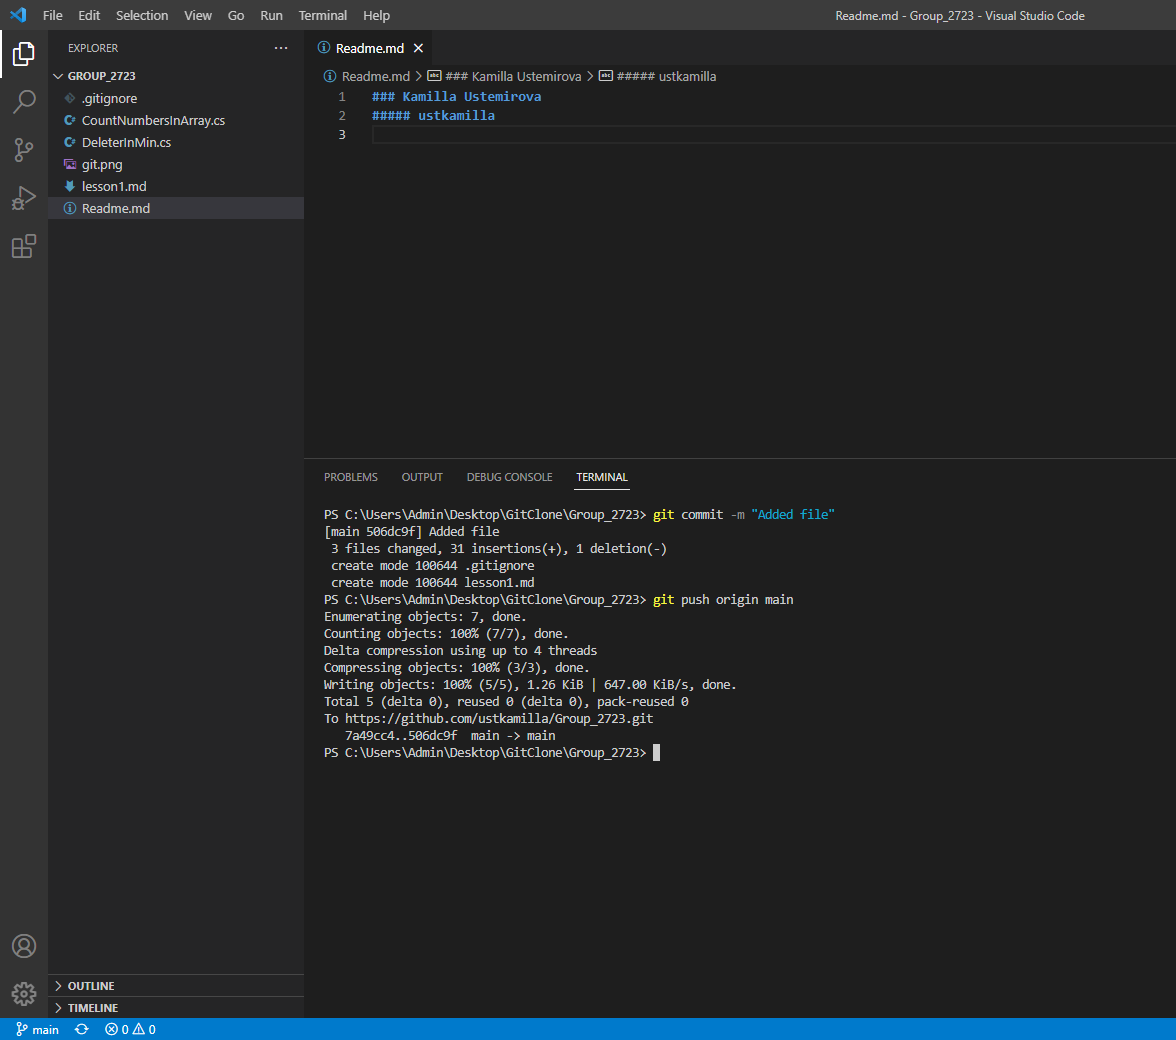 File Edit Selection View Go Run Terminal Help Readme.md - Group_2723 - Visual Studio Code
EXPLORER ...
GROUP_2723
.gitignore
CountNumbersInArray.cs
DeleterInMin.cs
git.png
lesson1.md
Readme.md
OUTLINE
TIMELINE
Readme.md
Readme.md > ### Kamilla Ustemirova > ##### ustkamilla
1 ### Kamilla Ustemirova
2 ##### ustkamilla
3
PROBLEMS OUTPUT DEBUG CONSOLE TERMINAL
PS C:\Users\Admin\Desktop\GitClone\Group_2723> git commit -m "Added file"
[main 506dc9f] Added file
3 files changed, 31 insertions(+), 1 deletion(-)
create mode 100644 .gitignore
create mode 100644 lesson1.md
PS C:\Users\Admin\Desktop\GitClone\Group_2723> git push origin main
Enumerating objects: 7, done.
Counting objects: 100% (7/7), done.
Delta compression using up to 4 threads
Compressing objects: 100% (3/3), done.
Writing objects: 100% (5/5), 1.26 KiB | 647.00 KiB/s, done.
Total 5 (delta 0), reused 0 (delta 0), pack-reused 0
To https://github.com/ustkamilla/Group_2723.git
7a49cc4..506dc9f main -> main
PS C:\Users\Admin\Desktop\GitClone\Group_2723>
main 0 0